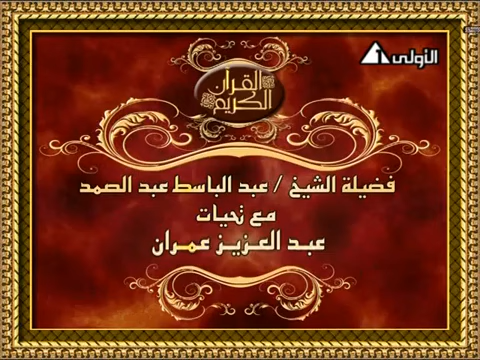 الأولى
القرآن
الكريم
فضيلة الشيخ / عبد الباسط عبد الصمد
مع تحيات
عبد العزيز عمران